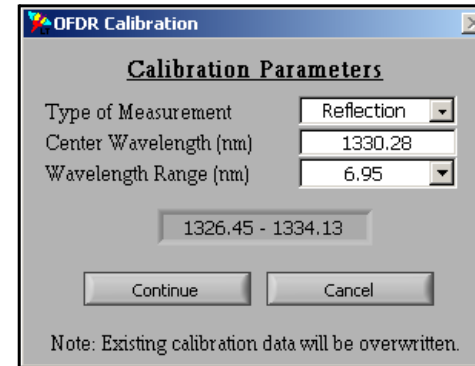 OFDR Calibration
Calibration Parameters
Type of Measurement Reflection
Center Wavelength (nm) 1330.28
Wavelength Range (nm) 6.95
1326.45 - 1334.13
Continue Cancel
Note: Existing calibration data will be overwritten.